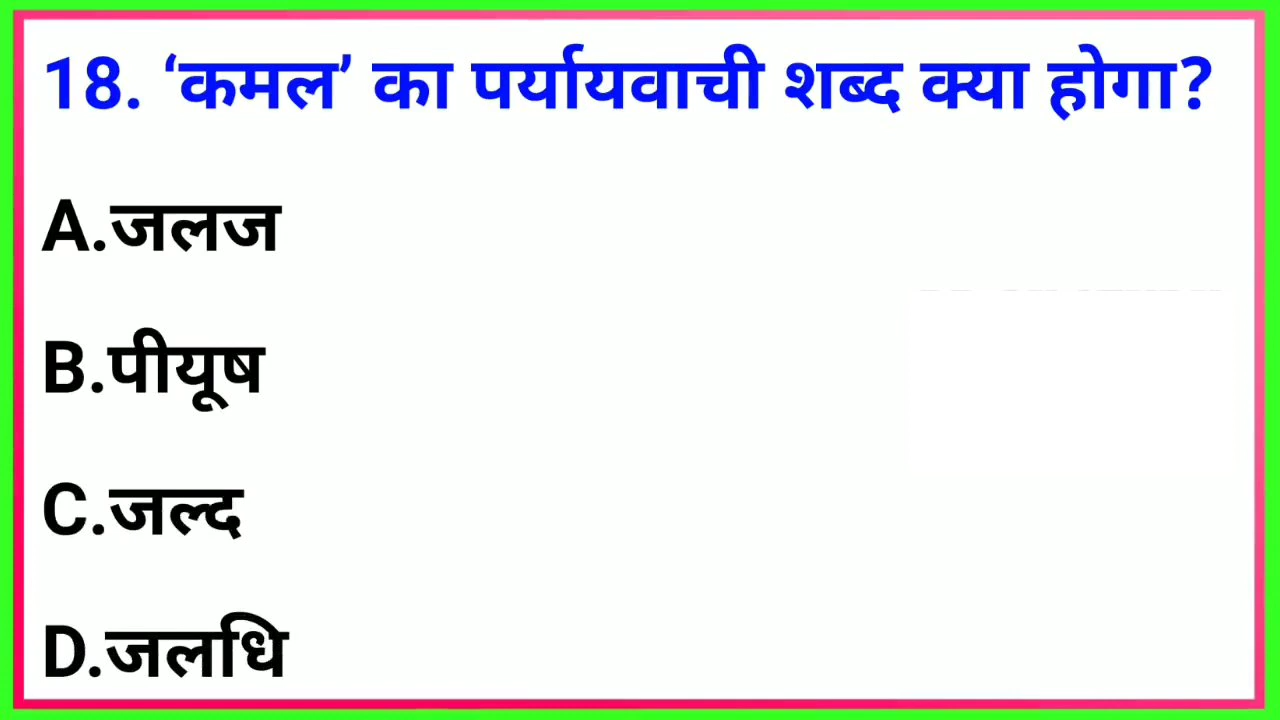 18. ‘कमल’ का पर्यायवाची शब्द क्या होगा?
A.जलज
B.पीयूष
C.जल्द
D.जलधि